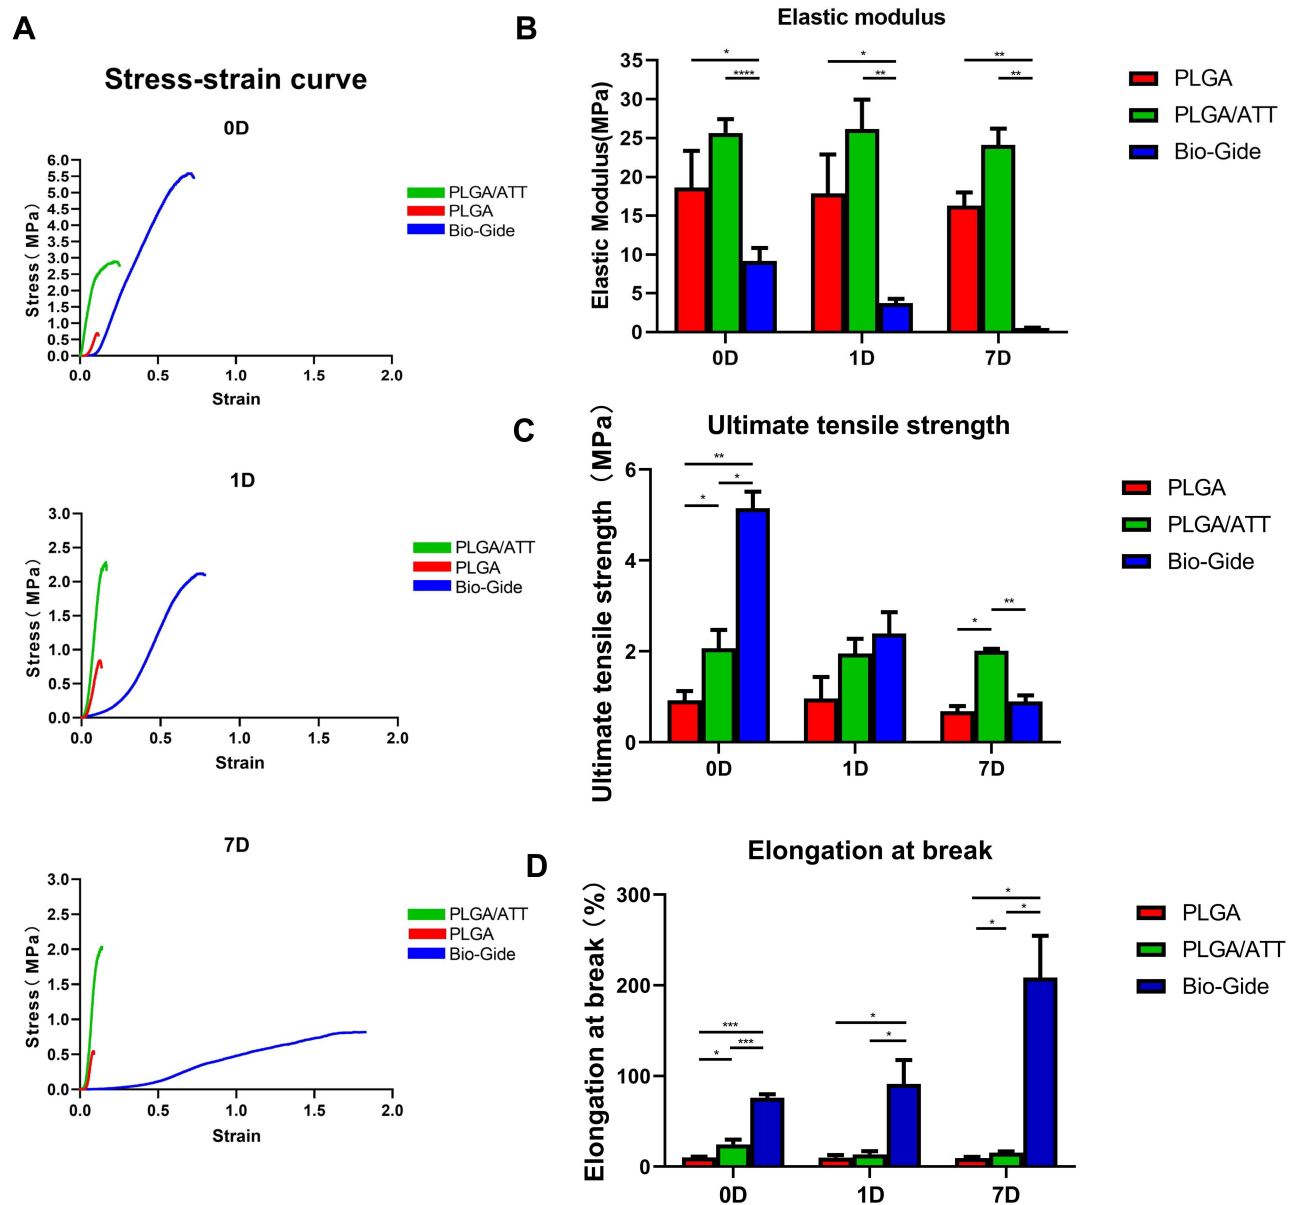 A
Stress-strain curve
0D
6.0
5.5
5.0
4.5
4.0
3.5
3.0
2.5
2.0
1.5
1.0
0.5
0.0
Stress（MPa）
0.0 0.5 1.0 1.5 2.0
Strain
PLGA/ATT
PLGA
Bio-Gide
1D
3.0
2.5
2.0
1.5
1.0
0.5
0.0
Stress（MPa）
0.0 0.5 1.0 1.5 2.0
Strain
PLGA/ATT
PLGA
Bio-Gide
7D
3.0
2.5
2.0
1.5
1.0
0.5
0.0
Stress（MPa）
0.0 0.5 1.0 1.5 2.0
Strain
PLGA/ATT
PLGA
Bio-Gide
B
Elastic modulus
Elastic Modulus(MPa)
35
30
25
20
15
10
5
0
* * **
**** ** **
0D 1D 7D
PLGA
PLGA/ATT
Bio-Gide
C
Ultimate tensile strength
Ultimate tensile strength（MPa）
6
4
2
0
**
*
*
**
*
0D 1D 7D
PLGA
PLGA/ATT
Bio-Gide
D
Elongation at break
Elongation at break（%）
300
200
100
0
*
*
*
*** *
*** *
*
0D 1D 7D
PLGA
PLGA/ATT
Bio-Gide